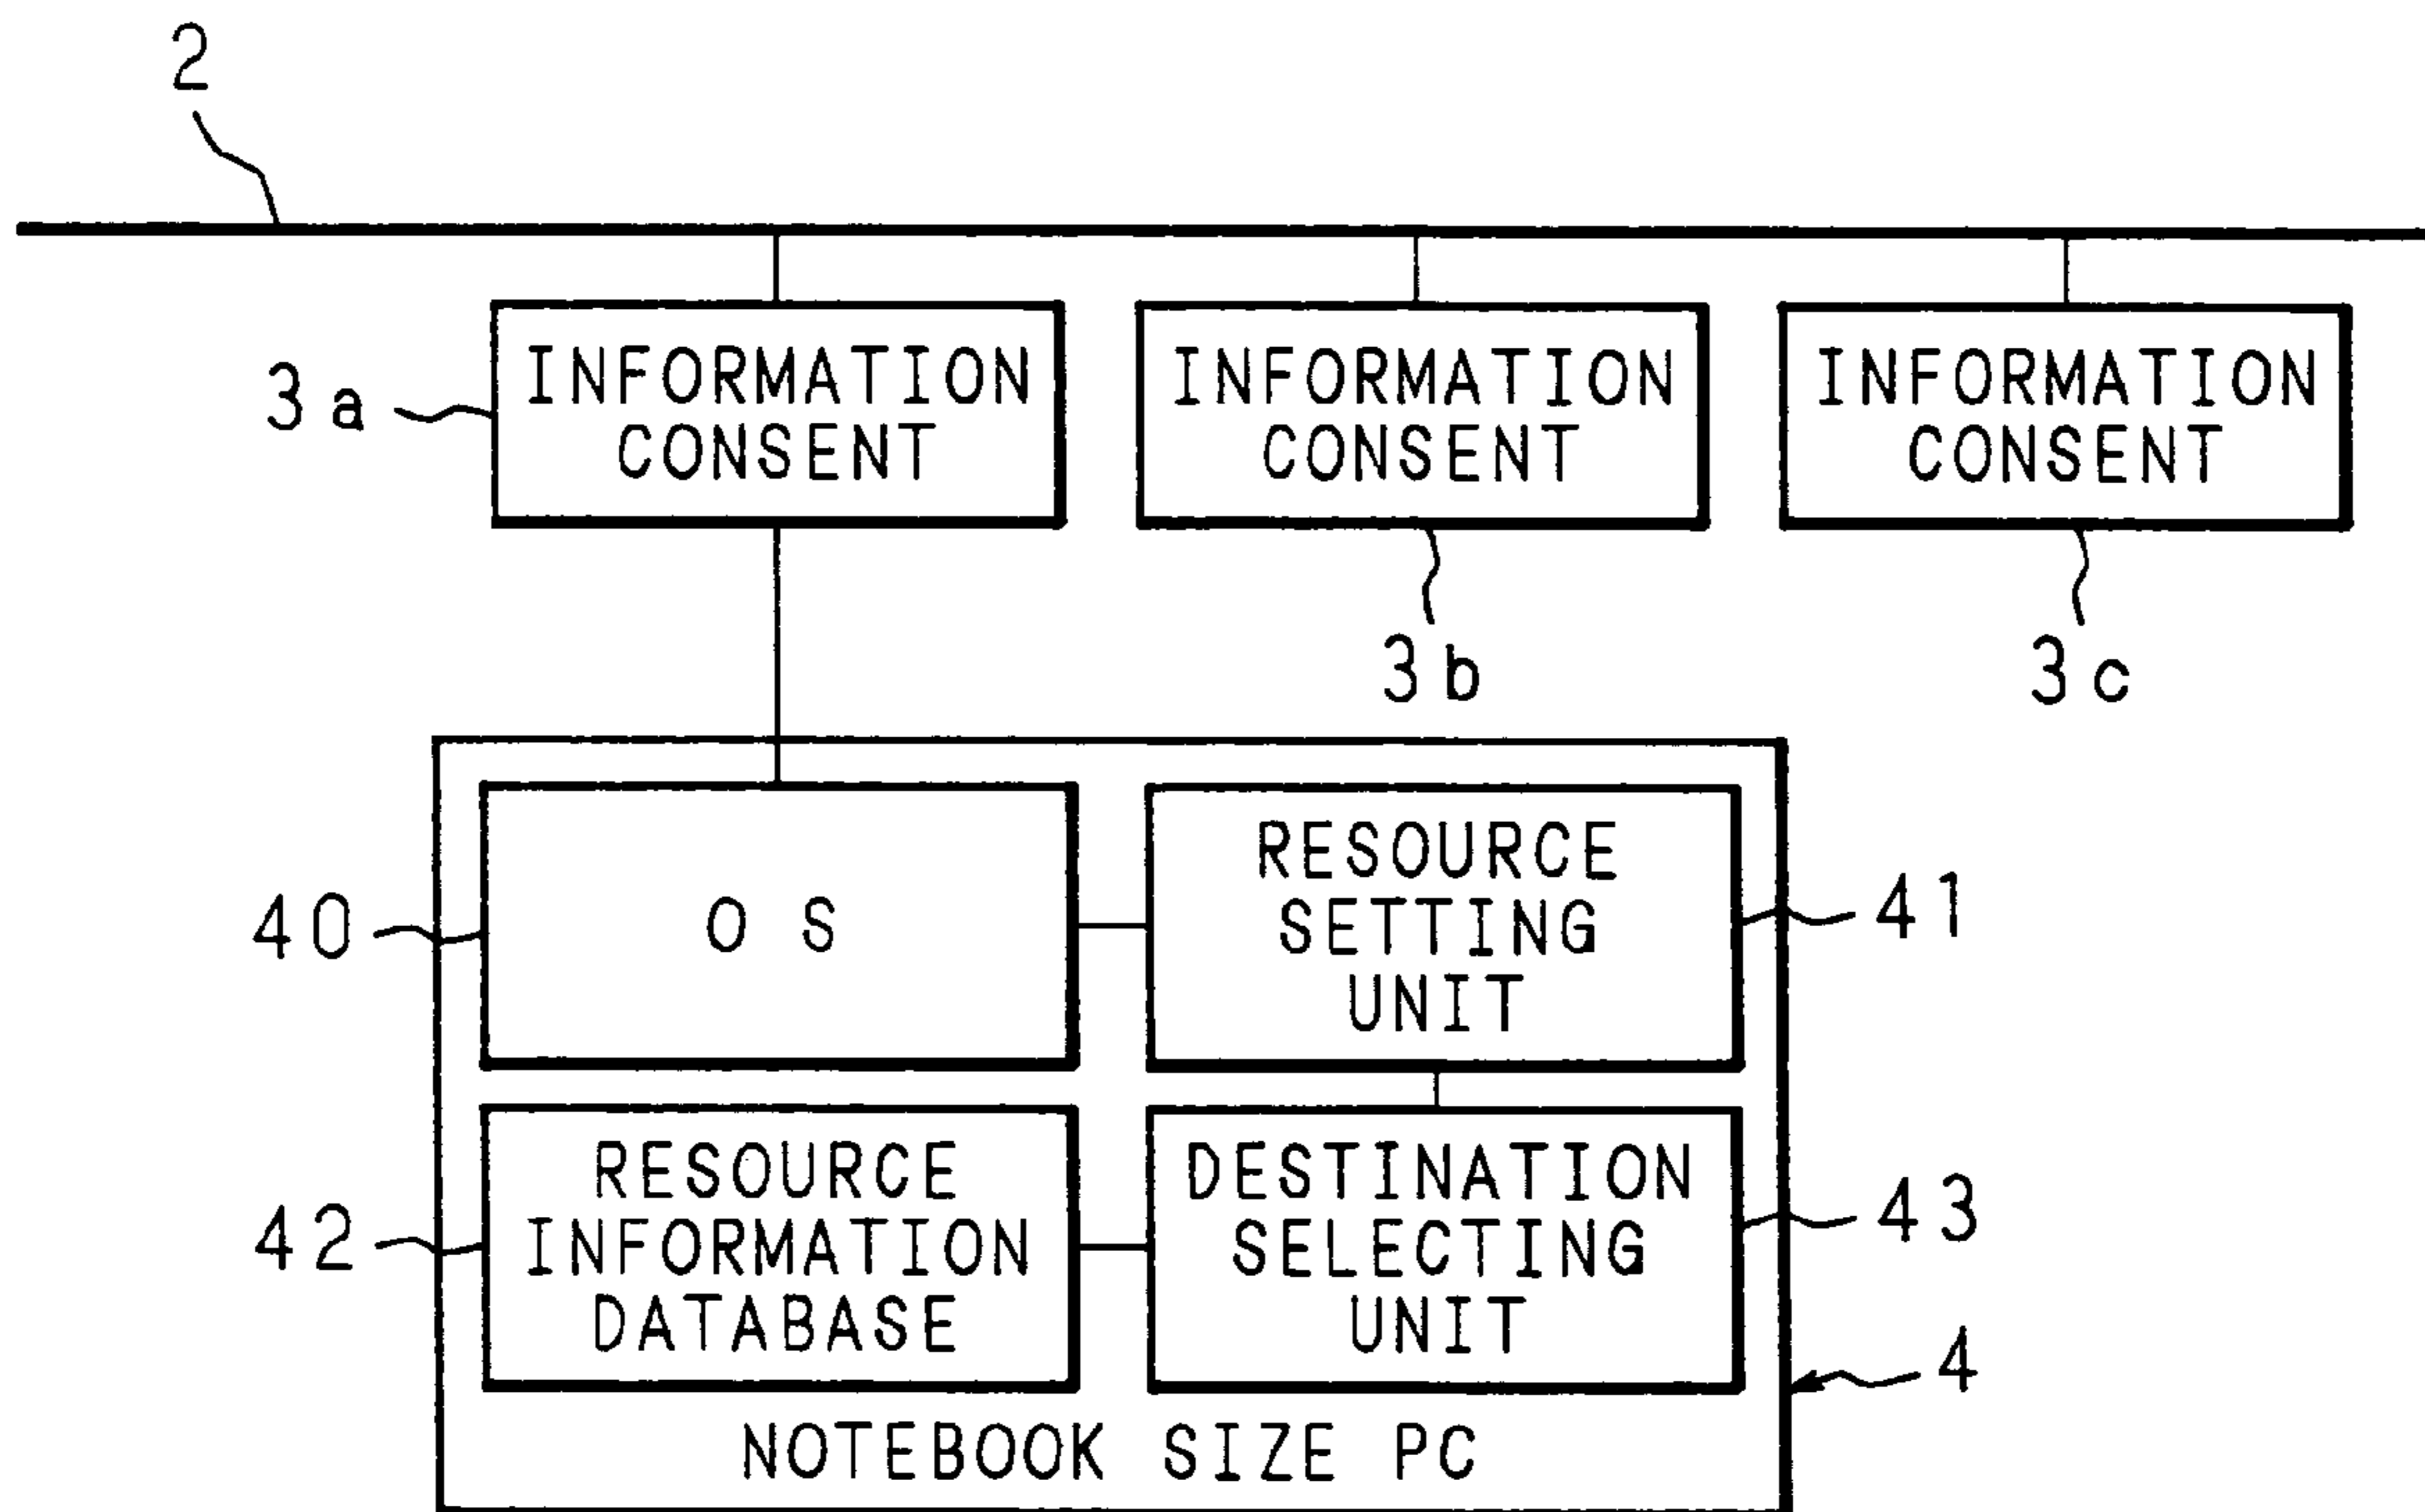 2
INFORMATION
CONSENT
INFORMATION
CONSENT
INFORMATION
CONSENT
3a
3b
3c
OS
40
RESOURCE
SETTING
UNIT
41
RESOURCE
INFORMATION
DATABASE
42
DESTINATION
SELECTING
UNIT
43
4
NOTEBOOK SIZE PC